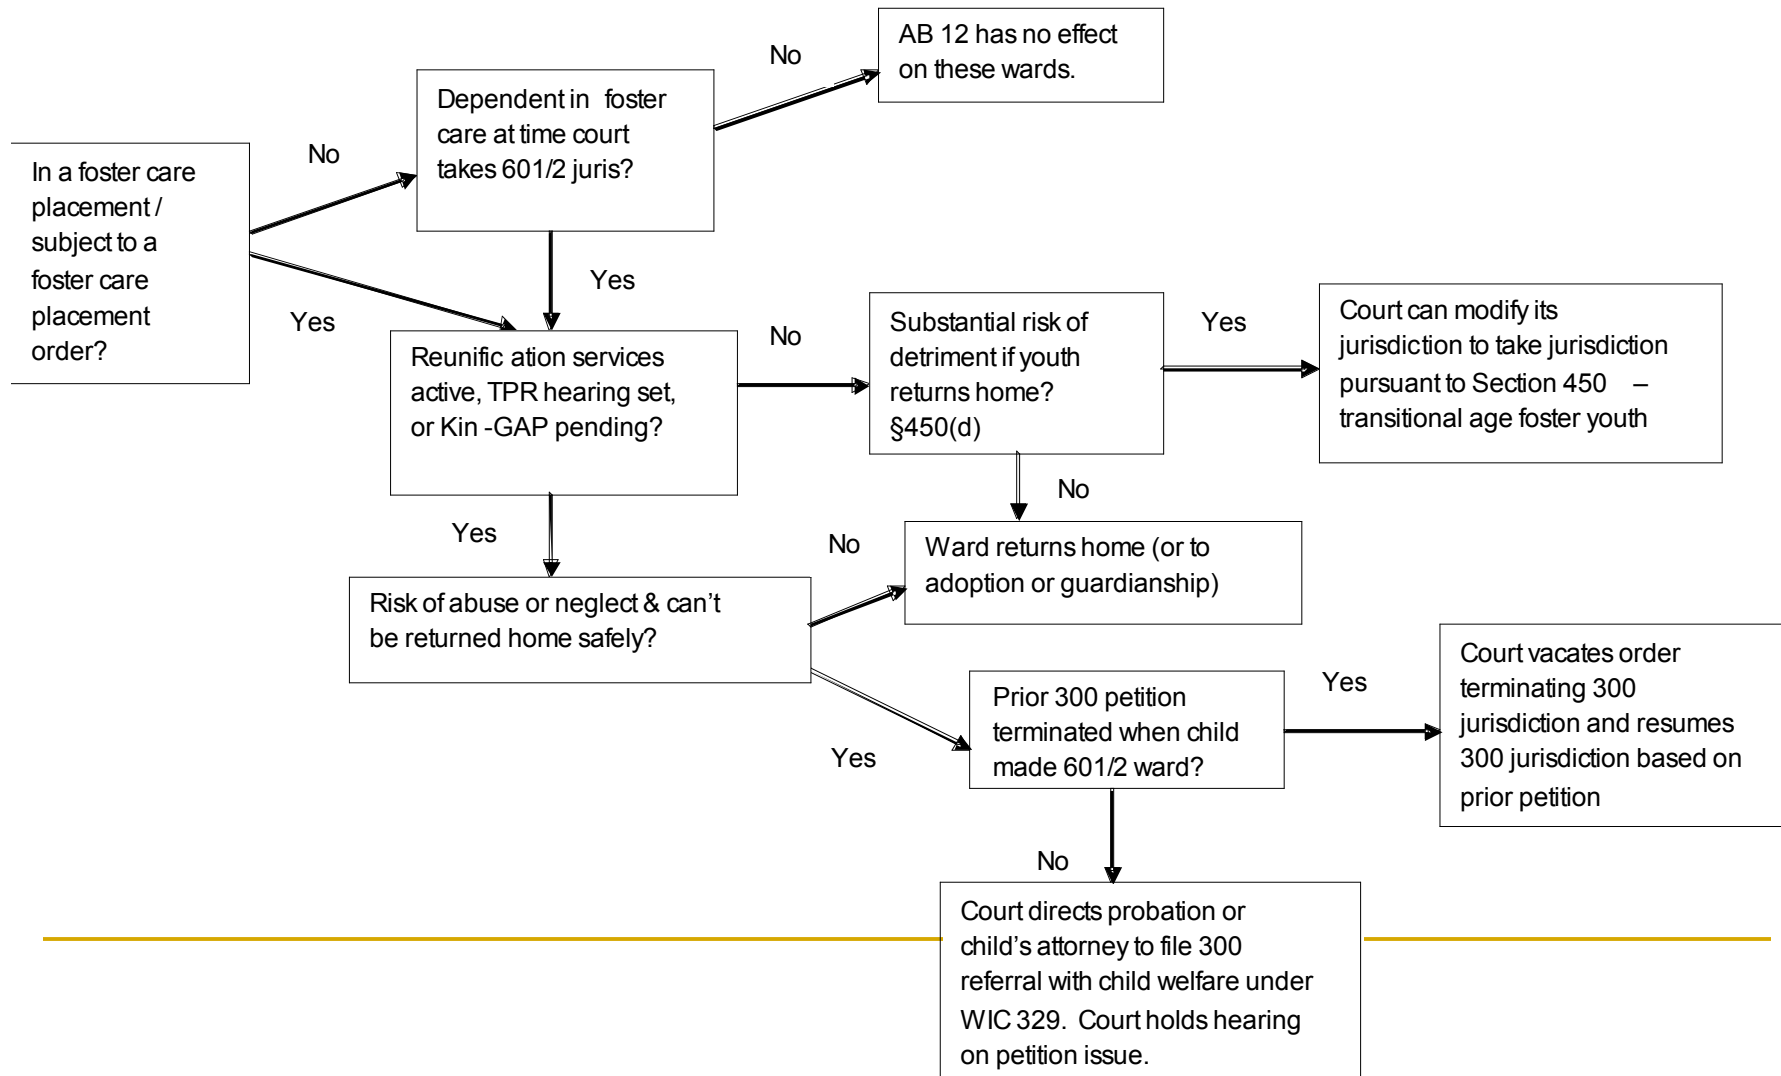 AB 12 has no effect
on these wards.
No
Dependent in foster
care at time court
takes 601/2 juris?
No
In a foster care
placement /
subject to a
foster care
placement
order?
Yes
Yes
Reunific ation services
active, TPR hearing set,
or Kin -GAP pending?
No
Substantial risk of
detriment if youth
returns home?
§450(d)
Yes
Court can modify its
jurisdiction to take jurisdiction
pursuant to Section 450 –
transitional age foster youth
No
Yes
No
Ward returns home (or to
adoption or guardianship)
Risk of abuse or neglect & can't
be returned home safely?
Yes
Prior 300 petition
terminated when child
made 601/2 ward?
Yes
Court vacates order
terminating 300
jurisdiction and resumes
300 jurisdiction based on
prior petition
No
Court directs probation or
child's attorney to file 300
referral with child welfare under
WIC 329. Court holds hearing
on petition issue.